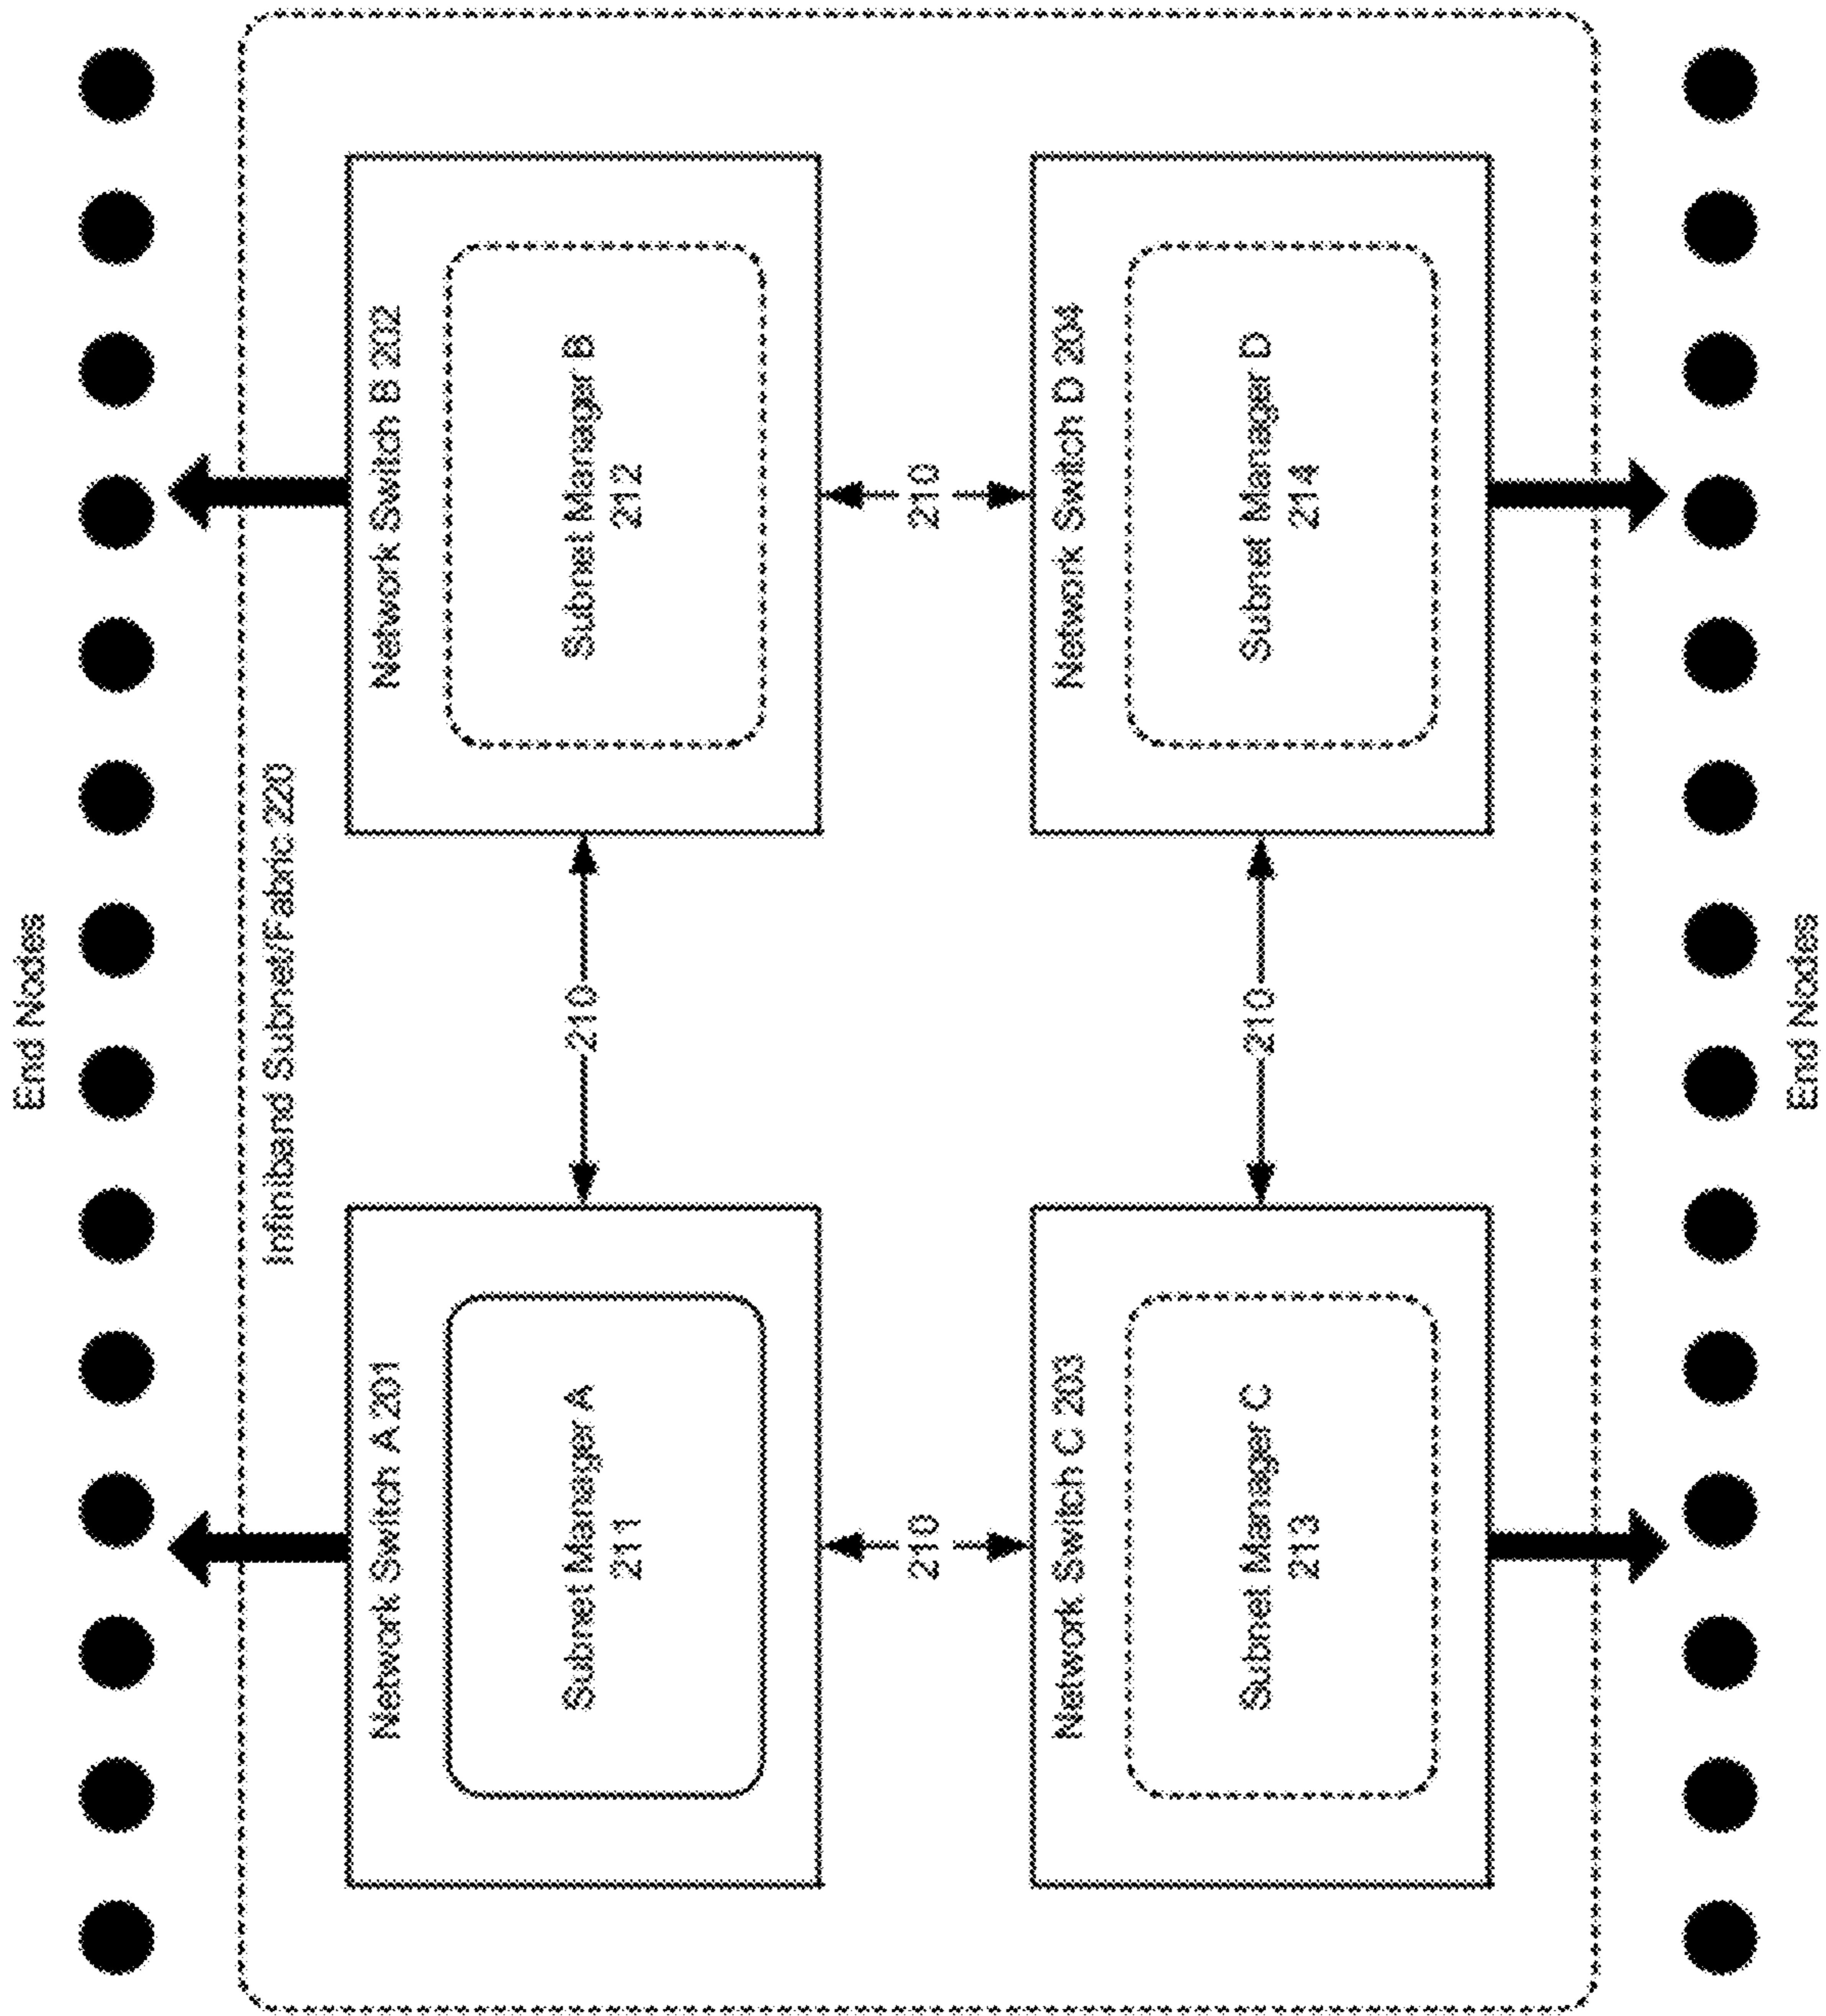 End Nodes
Infiniband Subnet/Fabric 220
Network Switch A 201
Subnet Manager A
211
210
Network Switch B 202
Subnet Manager B
212
210
210
Network Switch C 203
Subnet Manager C
213
210
Network Switch D 204
Subnet Manager D
214
End Nodes